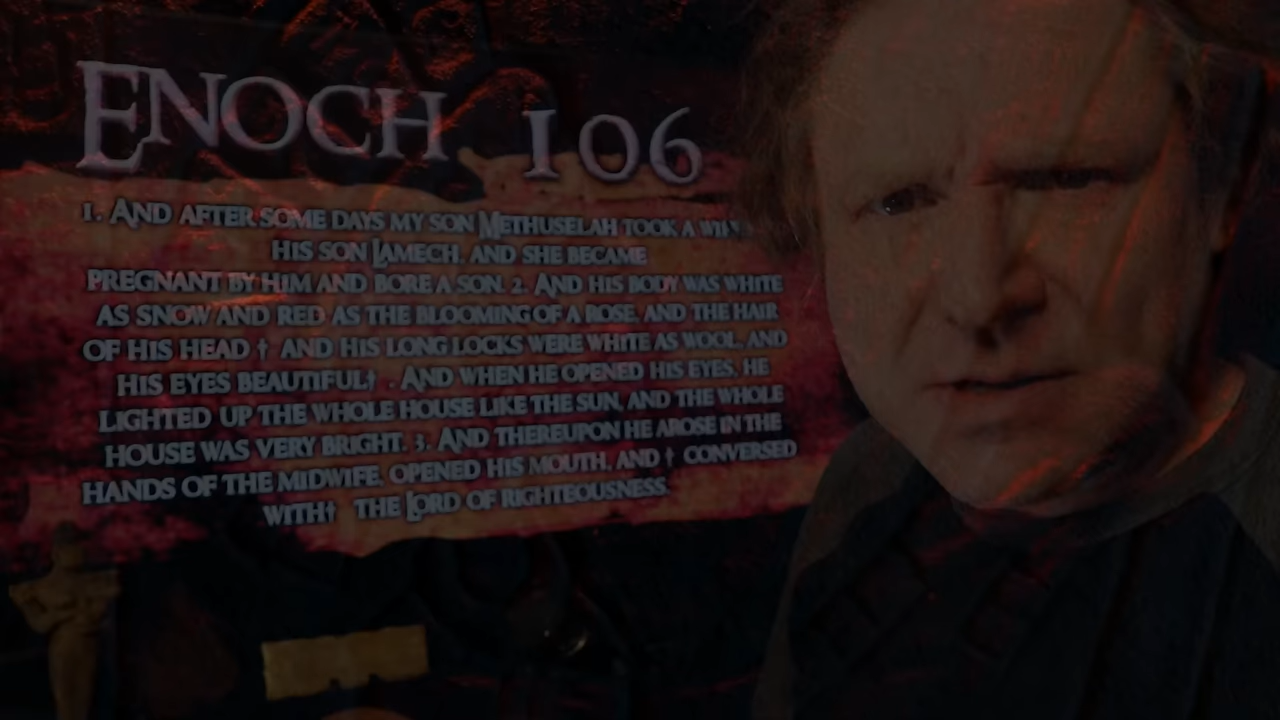 ENOCH 106
1. AND AFTER SOME DAYS MY SON METHUSELAH TOOK A
HIS SON LAMECH, AND SHE BECAME
PREGNANT BY HIM AND BORE A SON. 2. AND HIS BODY WAS WHITE
AS SNOW AND RED AS THE BLOOMING OF A ROSE, AND THE HAIR
OF HIS HEAD † AND HIS LONG LOCKS WERE WHITE AS WOOL, AND
HIS EYES BEAUTIFUL† . AND WHEN HE OPENED HIS EYES, HE
LIGHTED UP THE WHOLE HOUSE LIKE THE SUN, AND THE WHOLE
HOUSE WAS VERY BRIGHT. 3. AND THEREUPON HE AROSE IN THE
HANDS OF THE MIDWIFE, OPENED HIS MOUTH, AND † CONVERSED
WITH† THE LORD OF RIGHTEOUSNESS.